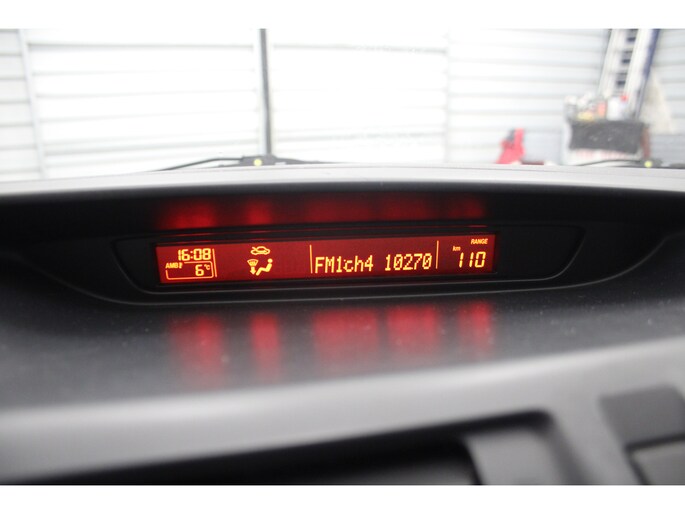 16:08
AMB 6°C
FM1ch4 10270
RANGE
km 110